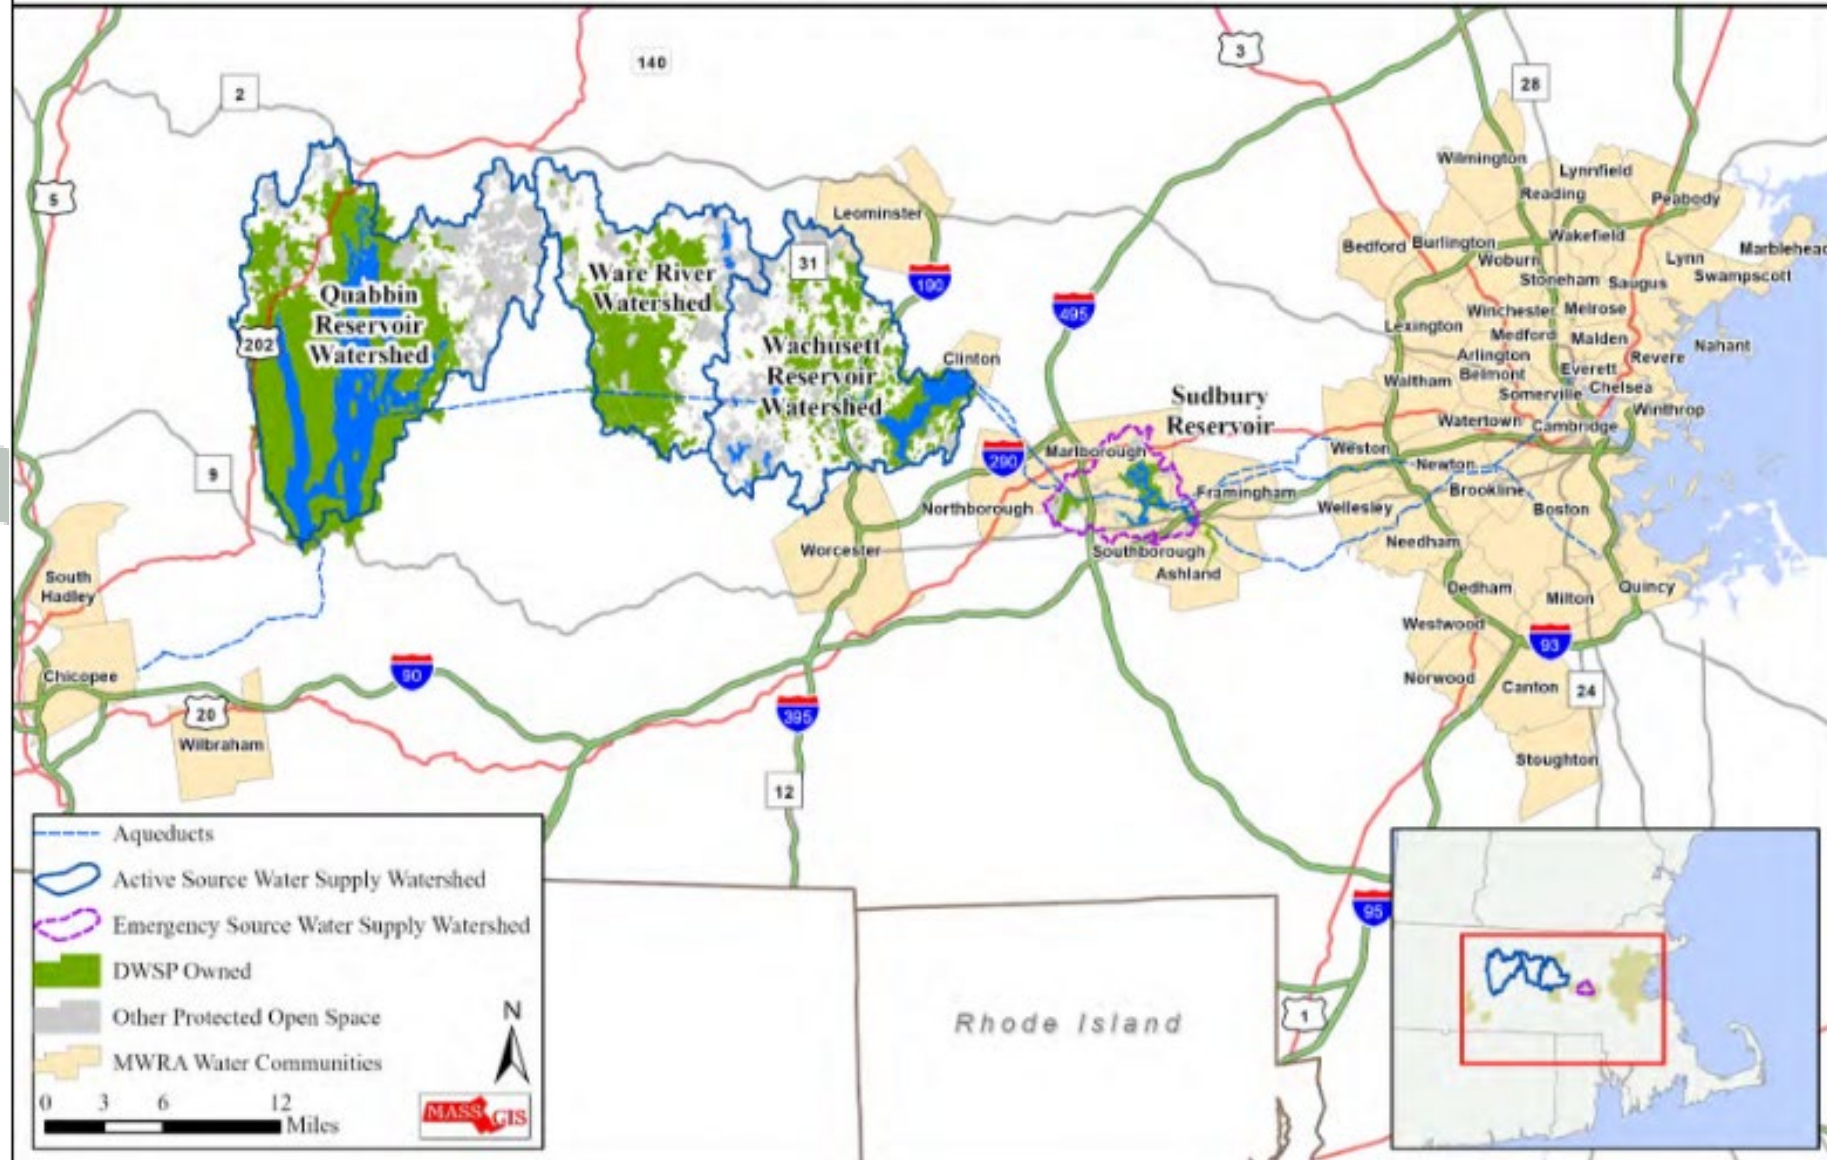 140
3
28
2
5
Wilmington
Lynnfield
Reading
Peabody
Leominster
Bedford
Burlington
Wakefield
Marblehead
Woburn
Lynn
31
Stoneham
Saugus
Swampscott
Ware River
Watershed
190
Quabbin
Reservoir
Watershed
495
Winchester
Melrose
Lexington
Medford
Malden
Nahant
202
Wachusett
Reservoir
Watershed
Clinton
Arlington
Revere
Belmont
Everett
Waltham
Chelsea
Somerville
Sudbury
Reservoir
Winthrop
Watertown
Cambridge
Marlborough
Weston
290
9
Newton
Framingham
Brookline
Northborough
Wellesley
Boston
Worcester
Southborough
Needham
Ashland
South
Hadley
Dedham
Milton
Quincy
Westwood
93
Chicopee
90
Norwood
Canton
24
20
395
Wilbraham
Stoughton
12
95
1
Rhode Island
Aqueducts
Active Source Water Supply Watershed
Emergency Source Water Supply Watershed
DWSP Owned
Other Protected Open Space
MWRA Water Communities
N
0 3 6 12
Miles
MASS GIS